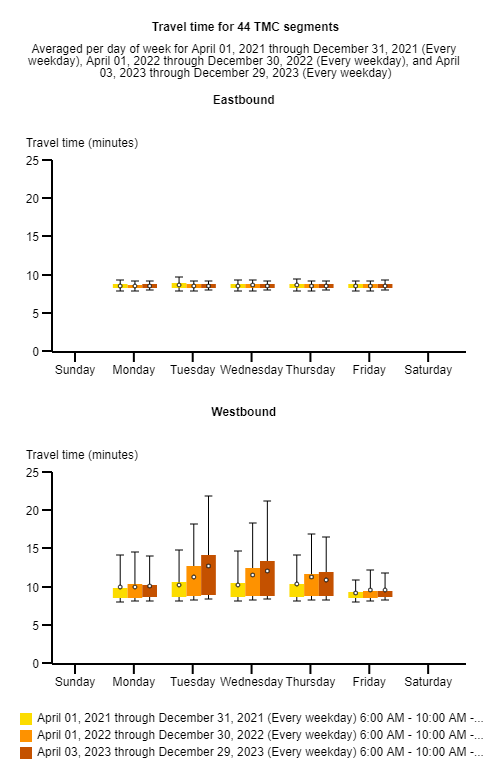 Travel time for 44 TMC segments
Averaged per day of week for April 01, 2021 through December 31, 2021 (Every
weekday), April 01, 2022 through December 30, 2022 (Every weekday), and April
03, 2023 through December 29, 2023 (Every weekday)
Eastbound
Travel time (minutes)
25
20
15
10
5
0
Sunday Monday Tuesday Wednesday Thursday Friday Saturday
Westbound
Travel time (minutes)
25
20
15
10
5
0
Sunday Monday Tuesday Wednesday Thursday Friday Saturday
April 01, 2021 through December 31, 2021 (Every weekday) 6:00 AM - 10:00 AM -...
April 01, 2022 through December 30, 2022 (Every weekday) 6:00 AM - 10:00 AM -...
April 03, 2023 through December 29, 2023 (Every weekday) 6:00 AM - 10:00 AM -...